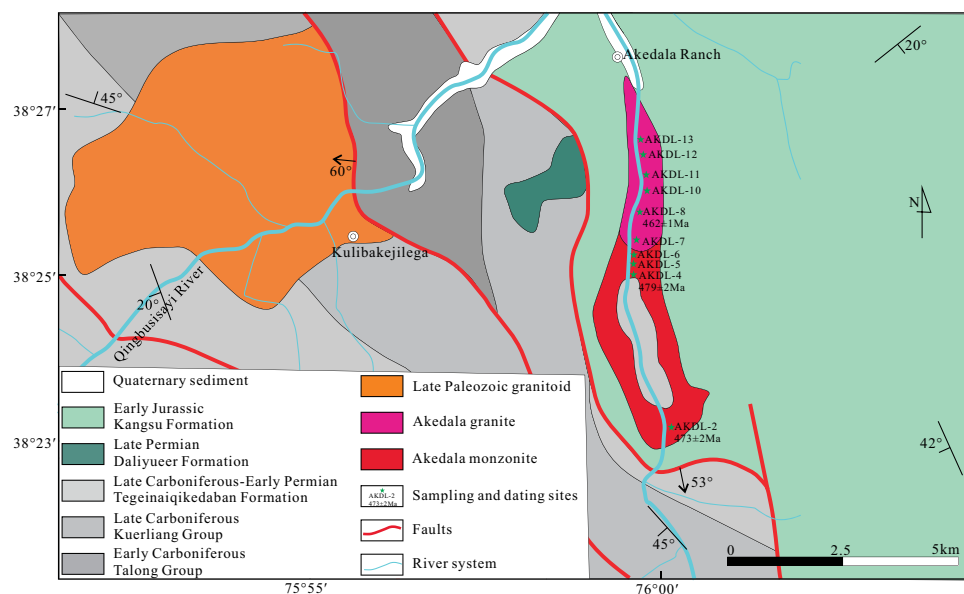 Akedala Ranch
20°
45°
38°27′
AKDL-13
AKDL-12
60°
AKDL-11
AKDL-10
N
AKDL-8
462±1Ma
AKDL-7
Kulibakejilega
AKDL-6
AKDL-5
38°25′
AKDL-4
479±2Ma
20°
Qingbusisayi River
Quaternary sediment
Early Jurassic
Kangsu Formation
Late Permian
Daliyueer Formation
Late Carboniferous-Early Permian
Tegeinaiqikedaban Formation
Late Carboniferous
Kuerliang Group
Early Carboniferous
Talong Group
Late Paleozoic granitoid
Akedala granite
Akedala monzonite
AKDL-2
473±2Ma
Sampling and dating sites
Faults
River system
AKDL-2
473±2Ma
38°23′
42°
53°
45°
0 2.5 5km
75°55′
76°00′